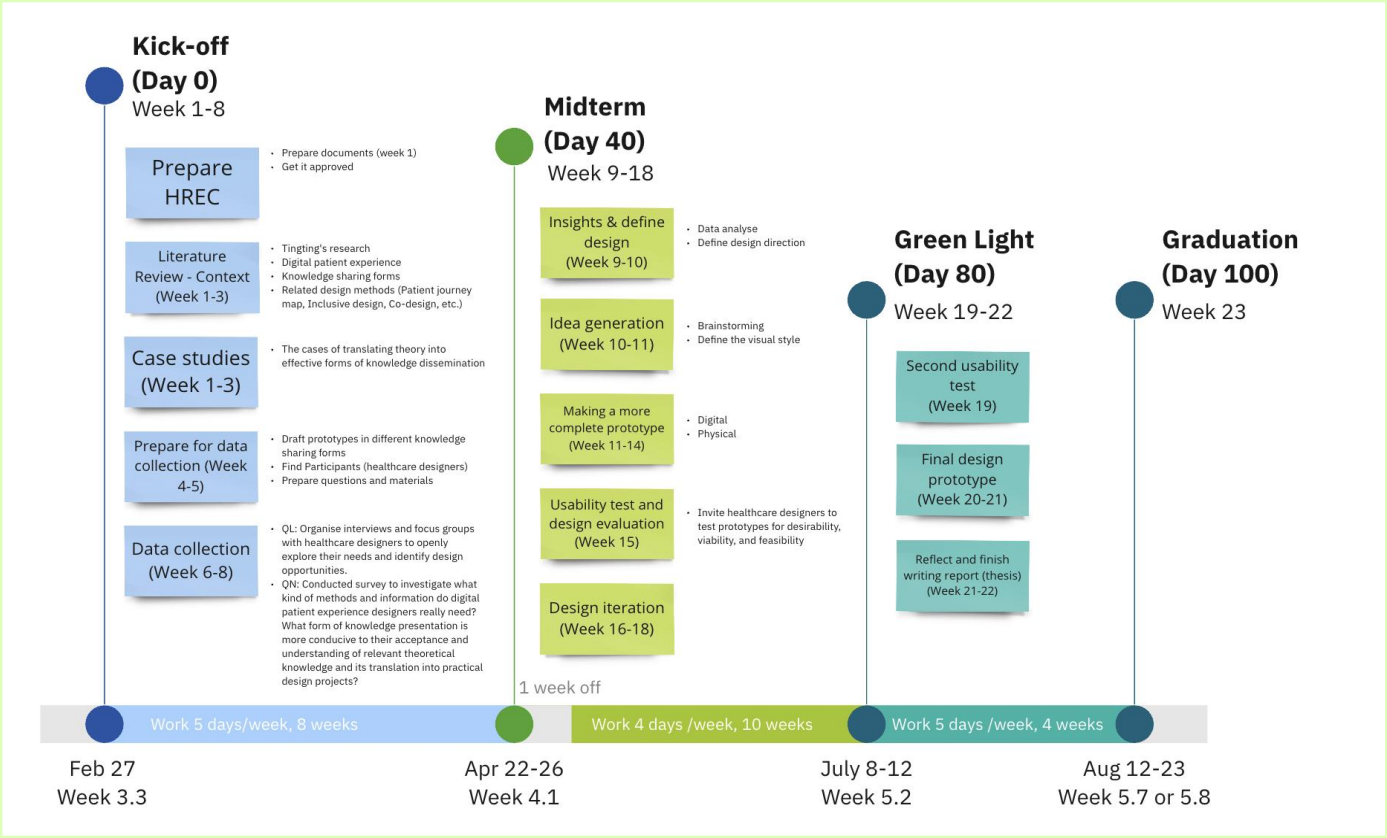 Kick-off
(Day 0)
Week 1-8
Prepare
HREC
• Prepare documents (week 1)
• Get it approved
Literature
Review - Context
(Week 1-3)
• Tingting's research
• Digital patient experience
• Knowledge sharing forms
• Related design methods (Patient journey
map, Inclusive design, Co-design, etc.)
Case studies
(Week 1-3)
• The cases of translating theory into
effective forms of knowledge dissemination
Prepare for data
collection (Week
4-5)
• Draft prototypes in different knowledge
sharing forms
• Find Participants (healthcare designers)
• Prepare questions and materials
Data collection
(Week 6-8)
• QL: Organise interviews and focus groups
with healthcare designers to openly
explore their needs and identify design
opportunities.
• QN: Conducted survey to investigate what
kind of methods and information do digital
patient experience designers really need?
What form of knowledge presentation is
more conducive to their acceptance and
understanding of relevant theoretical
knowledge and its translation into practical
design projects?
Midterm
(Day 40)
Week 9-18
Insights & define
design
(Week 9-10)
• Data analyse
• Define design direction
Idea generation
(Week 10-11)
• Brainstorming
• Define the visual style
Making a more
complete prototype
(Week 11-14)
• Digital
• Physical
Usability test and
design evaluation
(Week 15)
• Invite healthcare designers to
test prototypes for desirability,
viability, and feasibility
Design iteration
(Week 16-18)
Green Light
(Day 80)
Week 19-22
Second usability
test
(Week 19)
Final design
prototype
(Week 20-21)
Reflect and finish
writing report (thesis)
(Week 21-22)
Graduation
(Day 100)
Week 23
1 week off
Work 5 days/week, 8 weeks
Work 4 days /week, 10 weeks
Work 5 days /week, 4 weeks
Feb 27
Week 3.3
Apr 22-26
Week 4.1
July 8-12
Week 5.2
Aug 12-23
Week 5.7 or 5.8